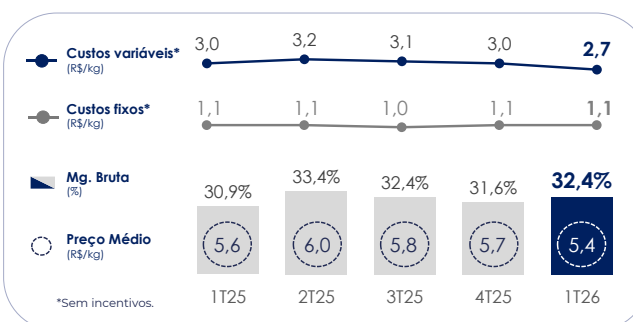 Custos variáveis* 3,0 3,2 3,1 3,0 2,7
(R$/kg)
Custos fixos* 1,1 1,1 1,0 1,1 1,1
(R$/kg)
Mg. Bruta 30,9% 33,4% 32,4% 31,6% 32,4%
(%)
Preço Médio 5,6 6,0 5,8 5,7 5,4
(R$/kg)
*Sem incentivos. 1T25 2T25 3T25 4T25 1T26